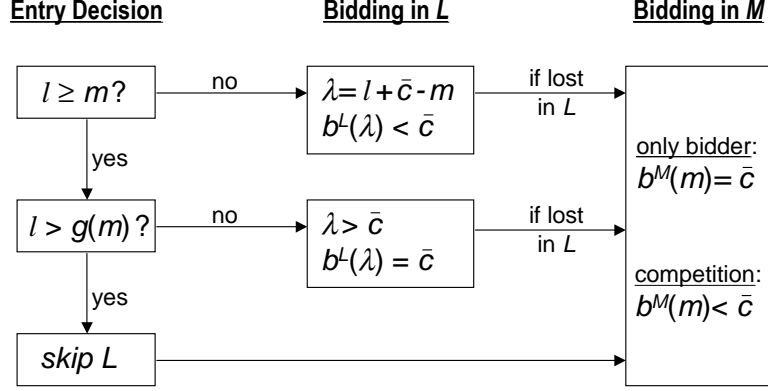 Entry Decision
Bidding in L
Bidding in M
l ≥ m?
no
λ= l + c̄ - m
bᴸ(λ) < c̄
if lost
in L
yes
only bidder:
bᴹ(m)= c̄
l > g(m) ?
no
λ > c̄
bᴸ(λ) = c̄
if lost
in L
yes
competition:
bᴹ(m)< c̄
skip L